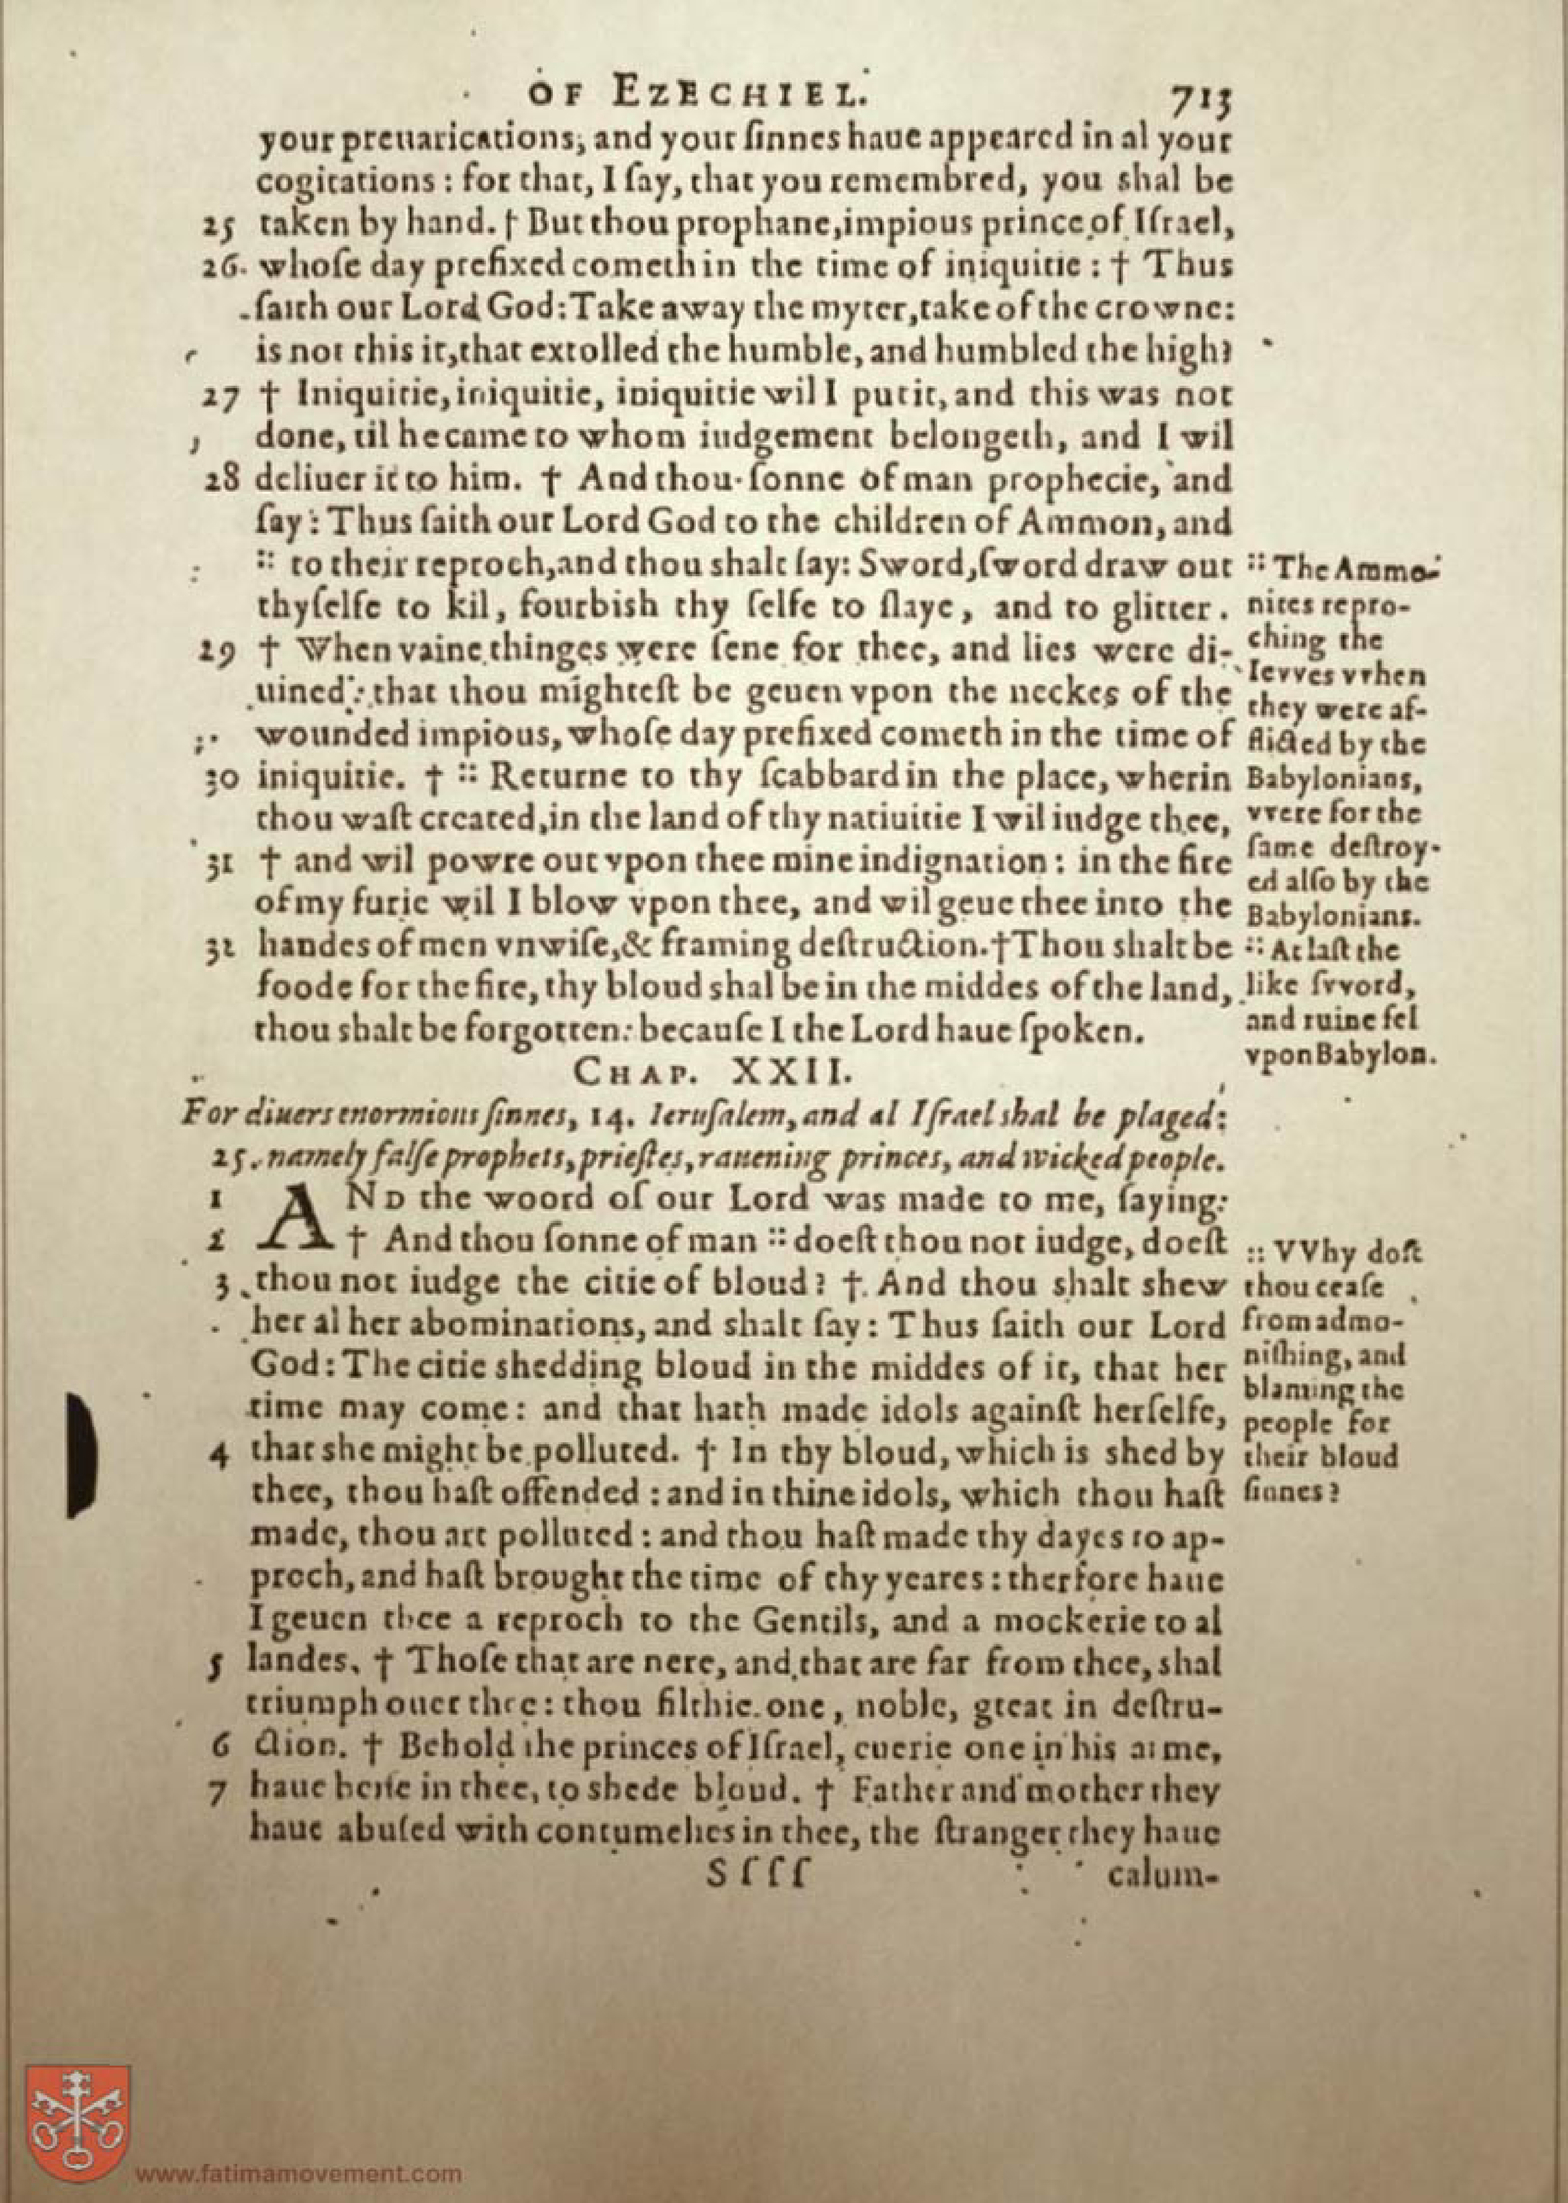 OF EZECHIEL. 713
your preuarications, and your ſinnes haue appeared in al your
cogitations : for that, I ſay, that you remembred, you shal be
25 taken by hand. † But thou prophane, impious prince of Iſrael,
26. whoſe day prefixed cometh in the time of iniquitie : † Thus
ſaith our Lord God: Take away the myter, take of the crowne:
is not this it, that extolled the humble, and humbled the high?
27 † Iniquitie, iniquitie, iniquitie wil I put it, and this was not
done, til he came to whom iudgement belongeth, and I wil
28 deliuer it to him. † And thou ſonne of man prophecie, and
ſay: Thus ſaith our Lord God to the children of Ammon, and
:: to their reproch, and thou shalt ſay: Sword, ſword draw out
thyſelfe to kil, fourbish thy ſelfe to ſlaye, and to glitter.
29 † When vaine thinges were ſene for thee, and lies were di-
uined: that thou mighteſt be geuen vpon the neckes of the
wounded impious, whoſe day prefixed cometh in the time of
30 iniquitie. † :: Returne to thy ſcabbard in the place, wherin
thou waſt created, in the land of thy natiuitie I wil iudge thee,
31 † and wil powre out vpon thee mine indignation : in the fire
of my furie wil I blow vpon thee, and wil geue thee into the
32 handes of men vnwiſe, & framing deſtruction. † Thou shalt be
foode for the fire, thy bloud shal be in the middes of the land,
thou shalt be forgotten: becauſe I the Lord haue ſpoken.
:: The Ammo-
nites repro-
ching the
Ievves vvhen
they were af-
flicted by the
Babylonians,
vvere for the
ſame deſtroy-
ed alſo by the
Babylonians.
:: At laſt the
like ſvvord,
and ruine fel
vpon Babylon.
CHAP. XXII.
For diuers enormious ſinnes, 14. Ieruſalem, and al Iſrael shal be plaged:
25. namely falſe prophets, prieſtes, rauening princes, and wicked people.
1 AND the woord of our Lord was made to me, ſaying:
2 † And thou ſonne of man :: doeſt thou not iudge, doeſt
3 thou not iudge the citie of bloud? † And thou shalt shew
her al her abominations, and shalt ſay: Thus ſaith our Lord
God: The citie shedding bloud in the middes of it, that her
time may come: and that hath made idols againſt herſelfe,
4 that she might be polluted. † In thy bloud, which is shed by
thee, thou haſt offended : and in thine idols, which thou haſt
made, thou art polluted : and thou haſt made thy dayes to ap-
proch, and haſt brought the time of thy yeares : therfore haue
I geuen thee a reproch to the Gentils, and a mockerie to al
5 landes. † Thoſe that are nere, and that are far from thee, shal
triumph ouer thee: thou filthie one, noble, great in deſtru-
6 ction. † Behold the princes of Iſrael, euerie one in his arme,
7 haue beite in thee, to shede bloud. † Father and mother they
haue abuſed with contumelies in thee, the ſtranger they haue
:: VVhy doſt
thou ceaſe
from admo-
niſhing, and
blaming the
people for
their bloud
ſinnes?
Sſſſ calum-
www.fatimamovement.com